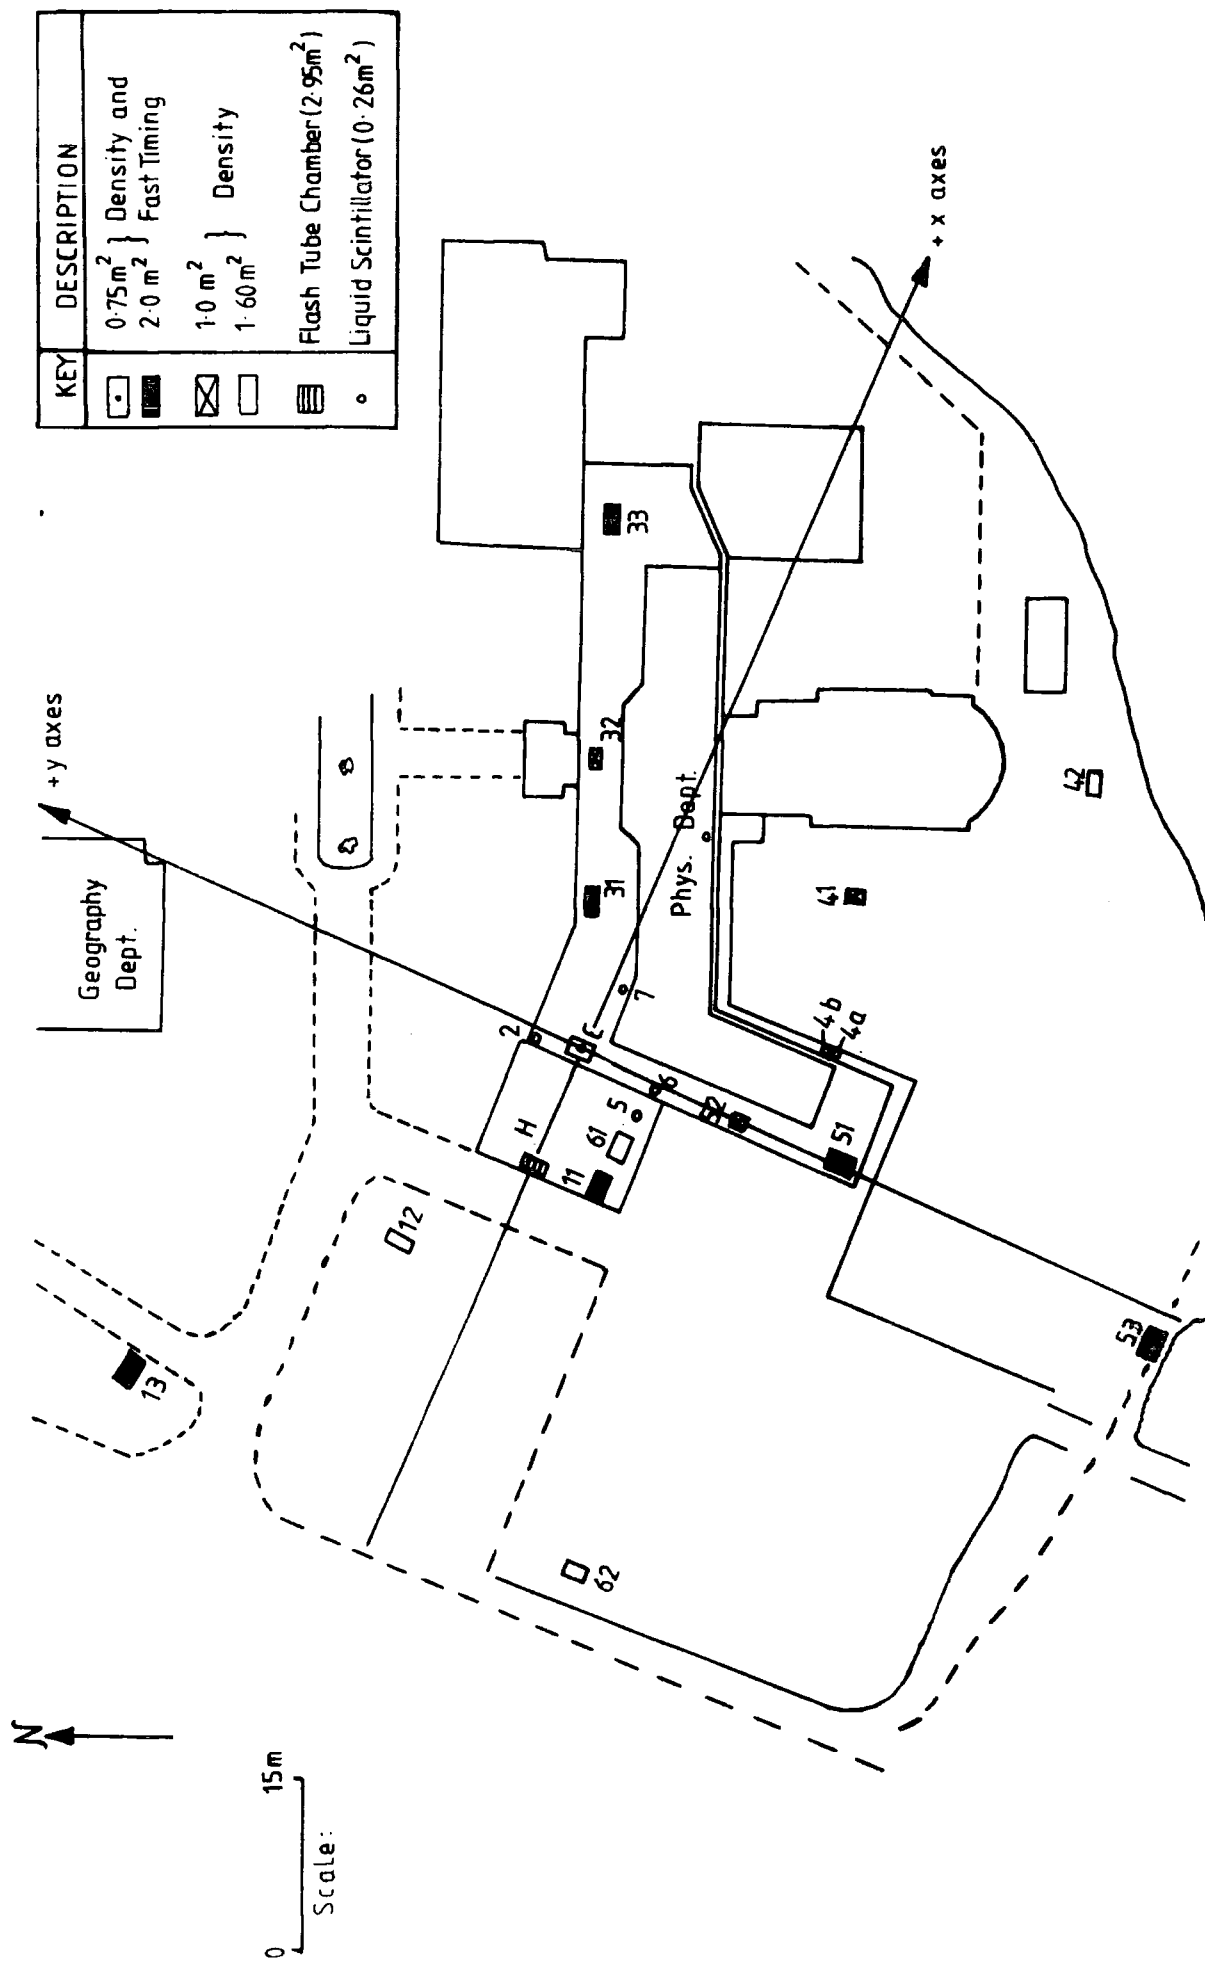 KEY DESCRIPTION
0·75m² } Density and
2·0 m² } Fast Timing
1·0 m² } Density
1·60m² }
Flash Tube Chamber(2·95m²)
Liquid Scintillator(0·26m²)
+y axes
+ x axes
Geography
Dept.
Phys. Dept.
33
32
31
42
41
7
2
C
4b
4a
6
52
5
H
61
11
51
12
13
53
62
N
0 15m
Scale: